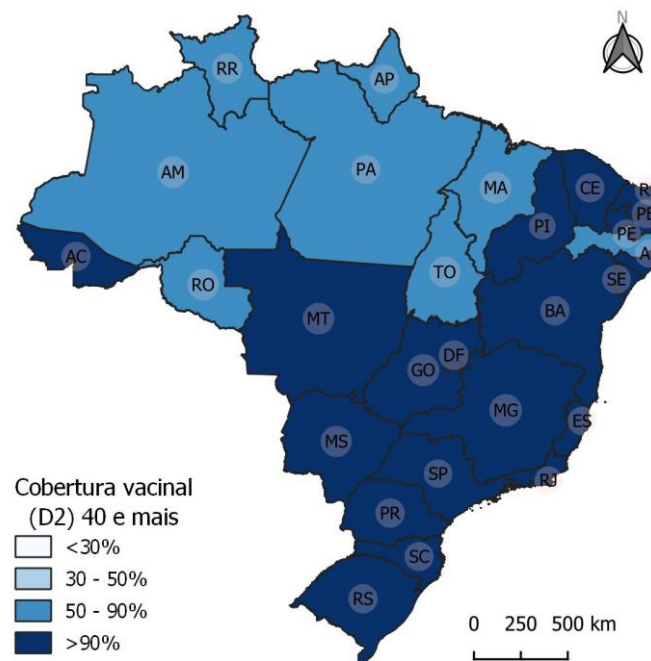 N
RR
AP
AM
PA
MA
CE
PI
PE
AC
RO
TO
SE
MT
BA
DF
GO
MG
ES
MS
SP
RJ
PR
SC
RS
Cobertura vacinal
(D2) 40 e mais
<30%
30 - 50%
50 - 90%
>90%
0 250 500 km